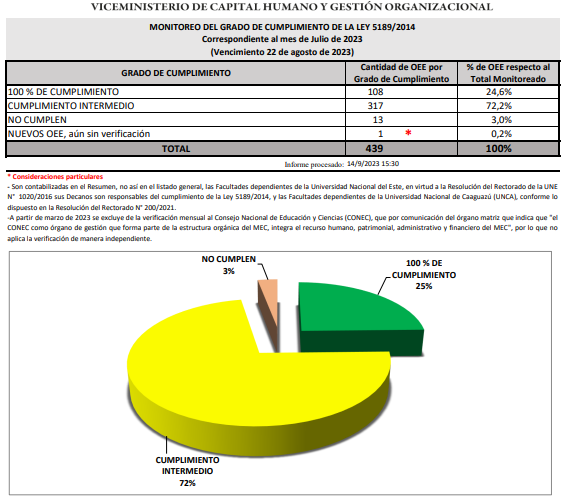 VICEMINISTERIO DE CAPITAL HUMANO Y GESTIÓN ORGANIZACIONAL
MONITOREO DEL GRADO DE CUMPLIMIENTO DE LA LEY 5189/2014
Correspondiente al mes de Julio de 2023
(Vencimiento 22 de agosto de 2023)
GRADO DE CUMPLIMIENTO
Cantidad de OEE por Grado de Cumplimiento
% de OEE respecto al Total Monitoreado
100 % DE CUMPLIMIENTO 108 24,6%
CUMPLIMIENTO INTERMEDIO 317 72,2%
NO CUMPLEN 13 3,0%
NUEVOS OEE, aún sin verificación 1 * 0,2%
TOTAL 439 100%
Informe procesado: 14/9/2023 15:30
* Consideraciones particulares
- Son contabilizadas en el Resumen, no así en el listado general, las Facultades dependientes de la Universidad Nacional del Este, en virtud a la Resolución del Rectorado de la UNE
N° 1020/2016 sus Decanos son responsables del cumplimiento de la Ley 5189/2014, y las Facultades dependientes de la Universidad Nacional de Caaguazú (UNCA), conforme lo
dispuesto en la Resolución del Rectorado N° 200/2021.
-A partir de marzo de 2023 se excluye de la verificación mensual al Consejo Nacional de Educación y Ciencias (CONEC), que por comunicación del órgano matriz que indica que "el
CONEC como órgano de gestión que forma parte de la estructura orgánica del MEC, integra el recurso humano, patrimonial, administrativo y financiero del MEC", por lo que no
aplica la verificación de manera independiente.
NO CUMPLEN
3%
100 % DE
CUMPLIMIENTO
25%
CUMPLIMIENTO
INTERMEDIO
72%